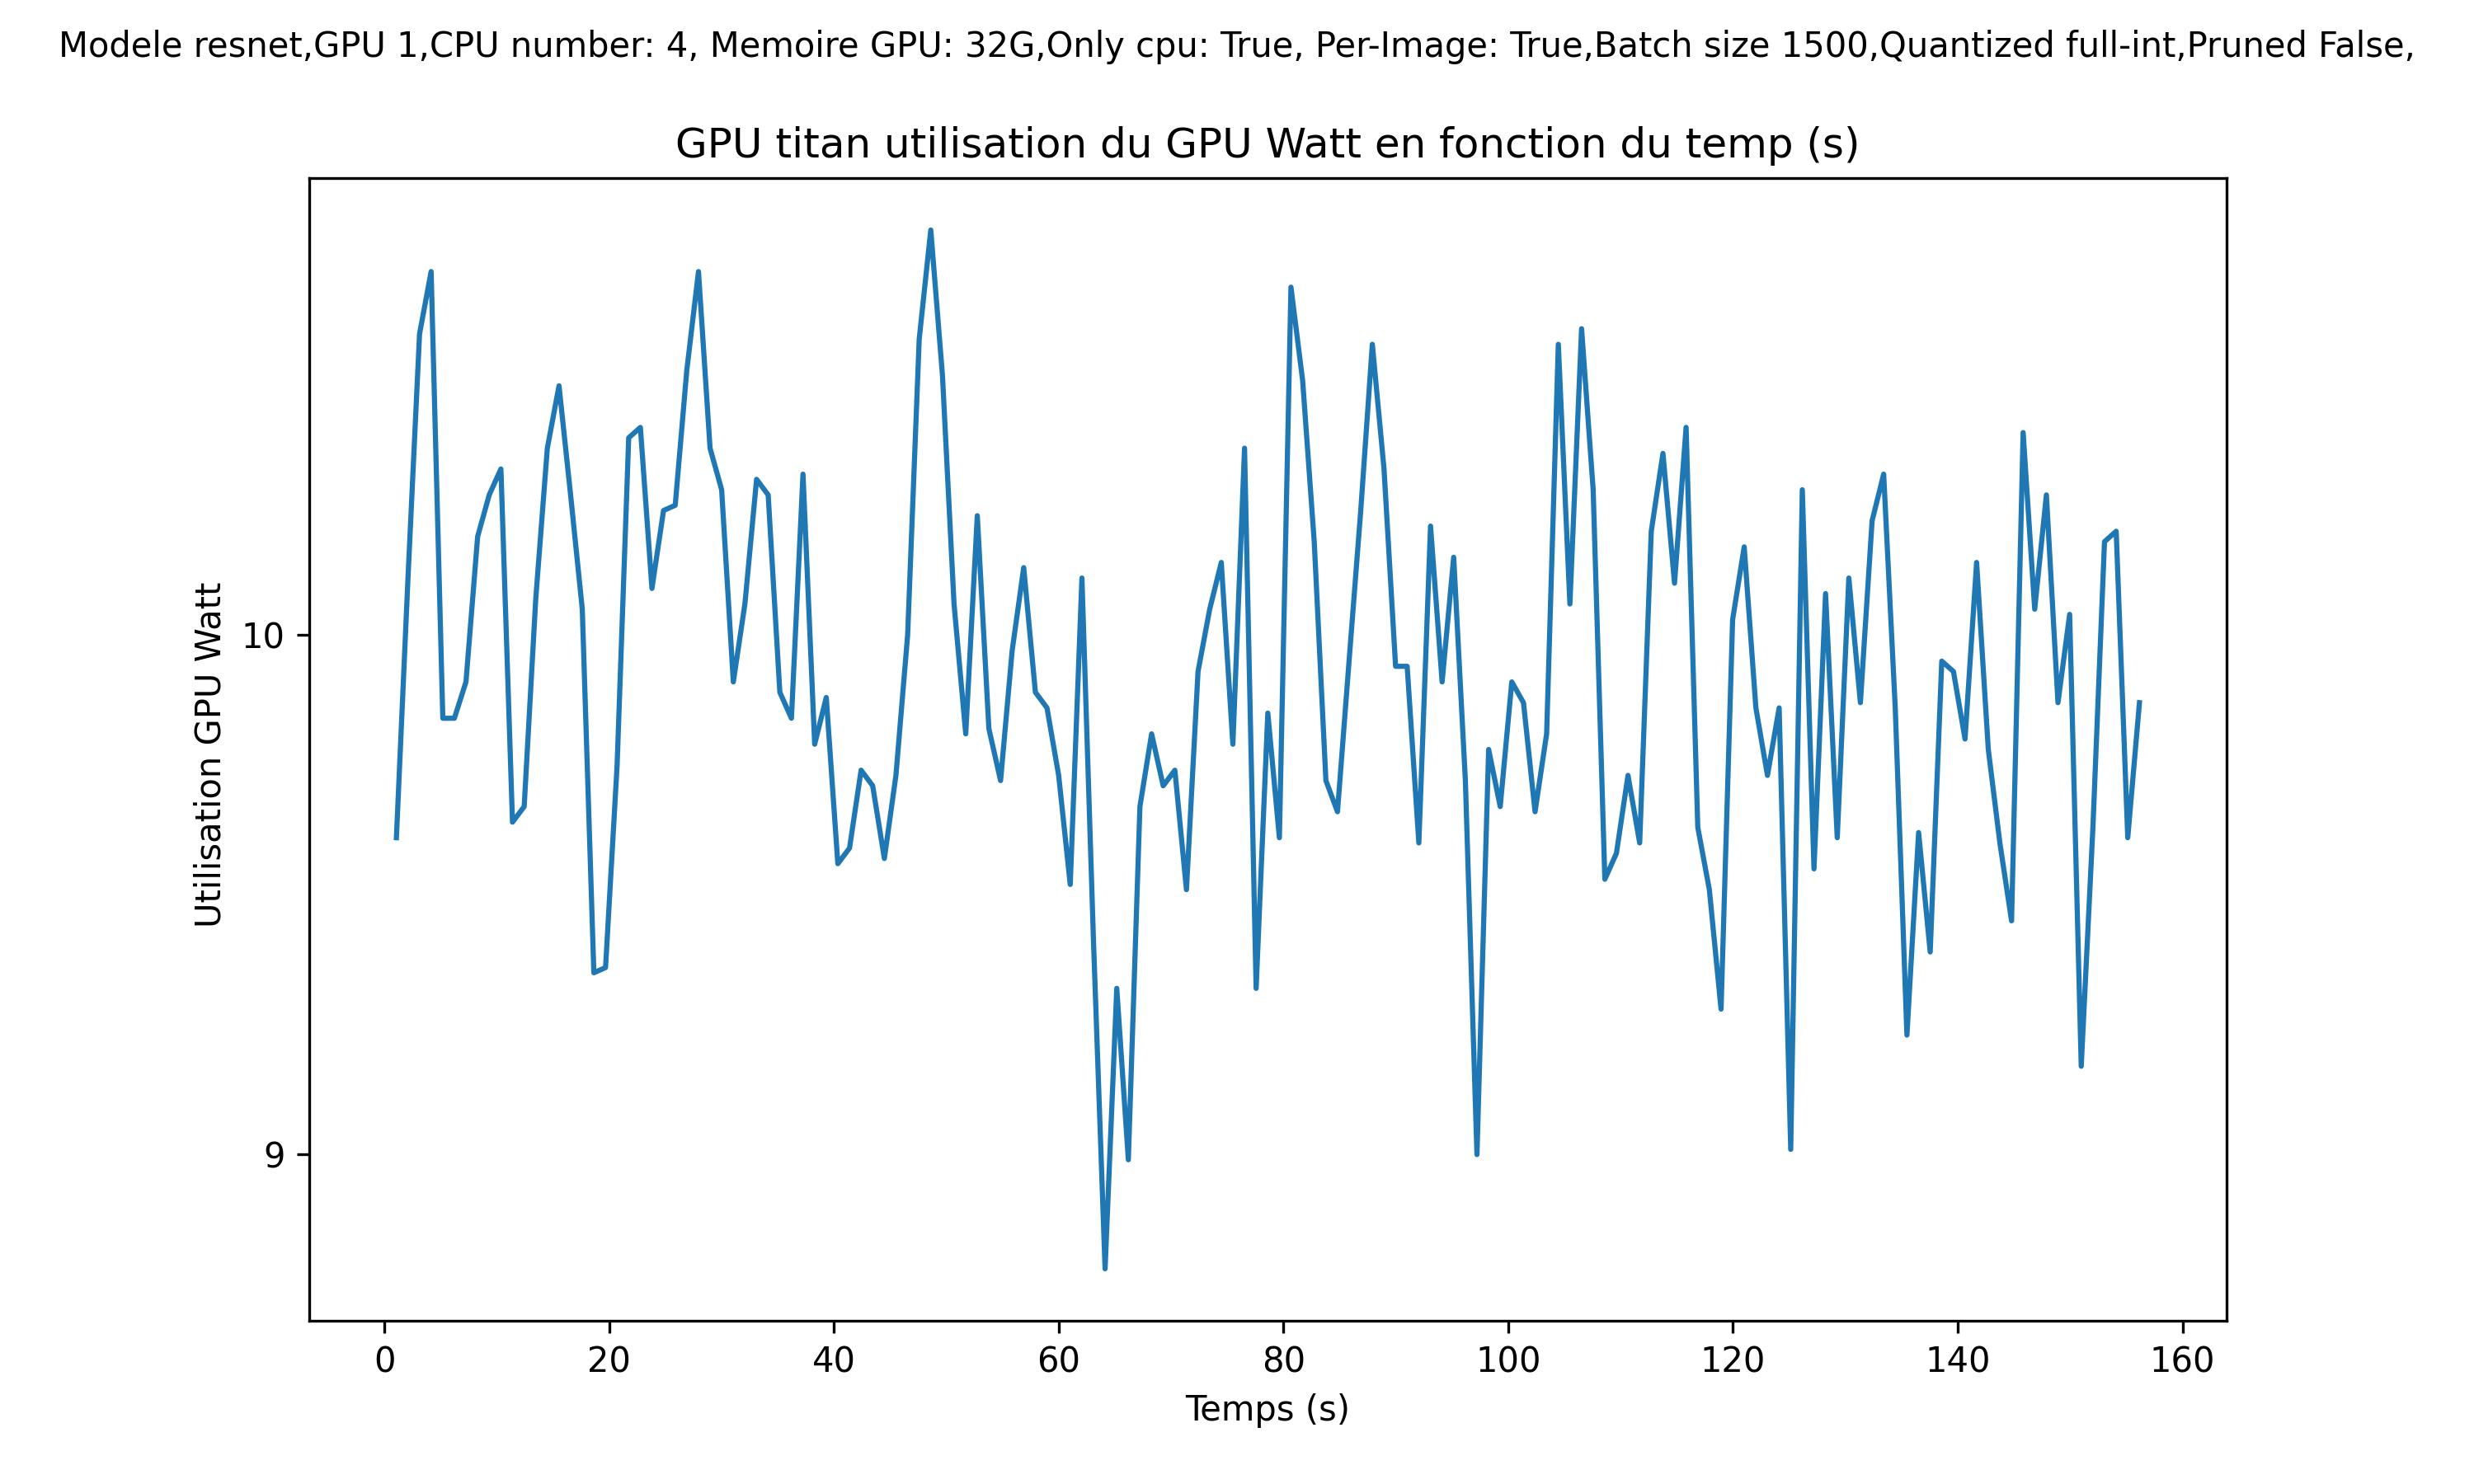 Modele resnet,GPU 1,CPU number: 4, Memoire GPU: 32G,Only cpu: True, Per-Image: True,Batch size 1500,Quantized full-int,Pruned False,
GPU titan utilisation du GPU Watt en fonction du temp (s)
Utilisation GPU Watt
10
9
0 20 40 60 80 100 120 140 160
Temps (s)